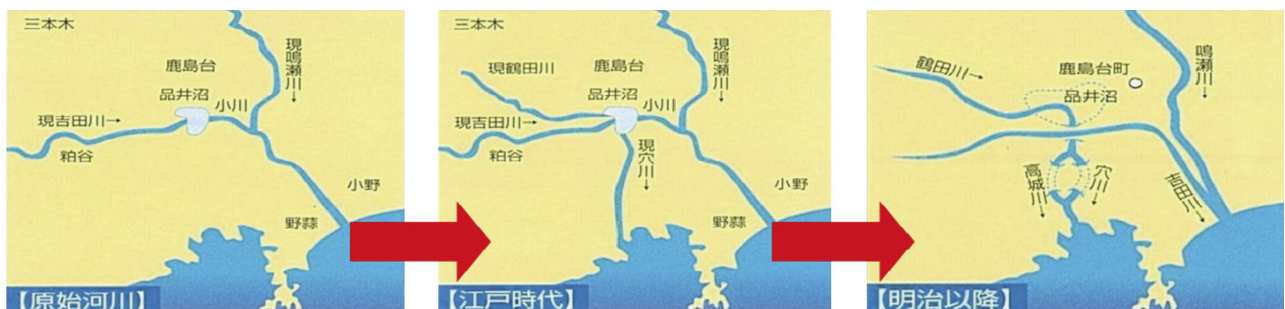 三本木
現鳴瀬川→
鹿島台
品井沼
小川
現吉田川→
粕谷
小野
野蒜
【原始河川】
三本木
現鳴瀬川→
現鶴田川
鹿島台
品井沼
小川
現吉田川→
粕谷
現穴川→
小野
野蒜
【江戸時代】
鳴瀬川→
鶴田川→
鹿島台町
品井沼
高城川→
穴川→
吉田川→
【明治以降】